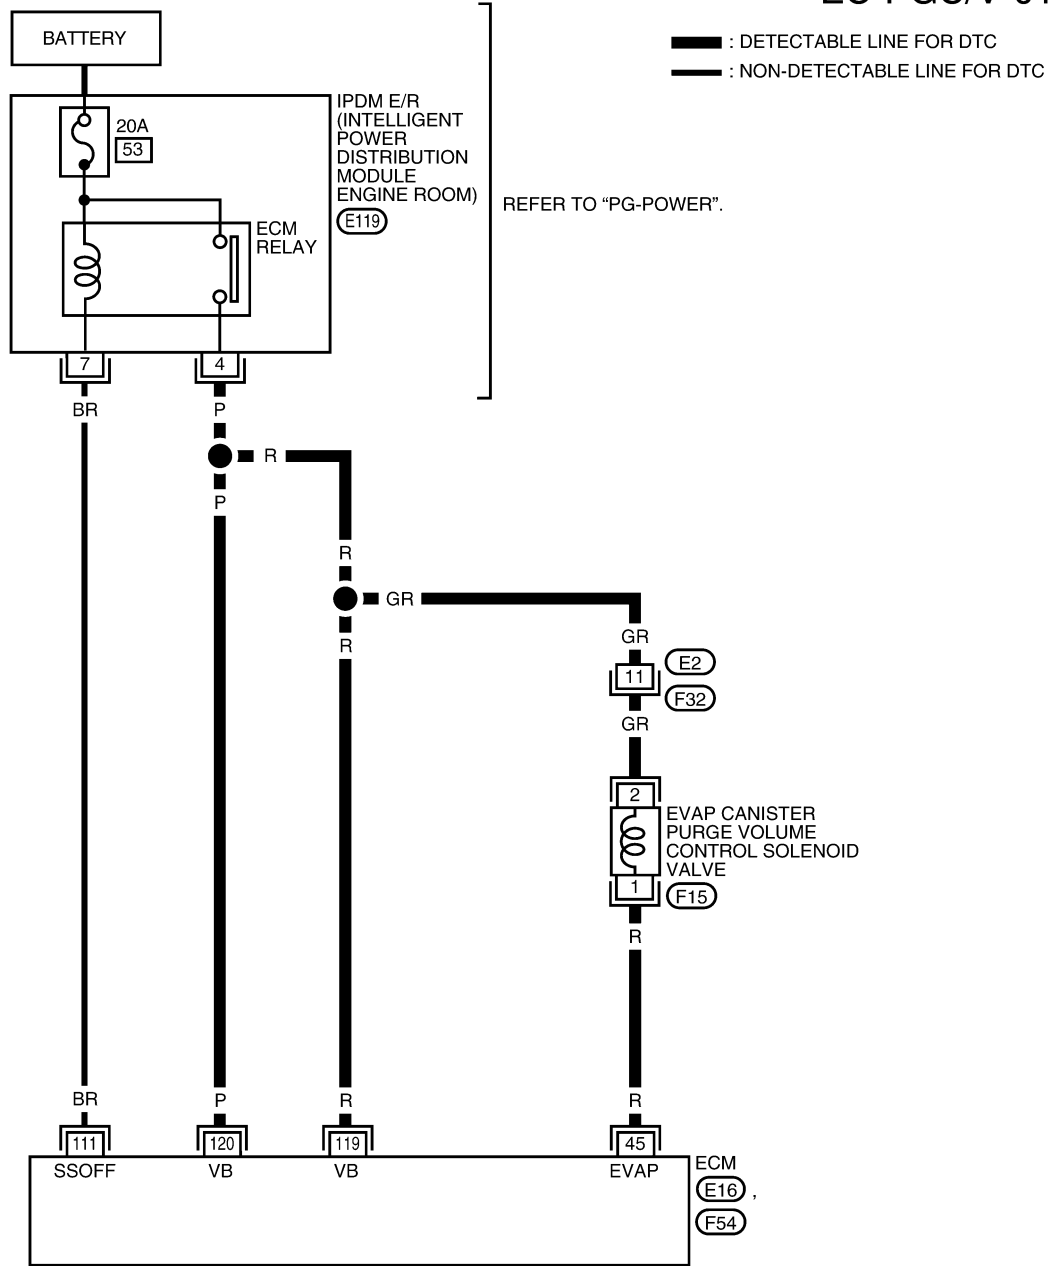 BATTERY
: DETECTABLE LINE FOR DTC
: NON-DETECTABLE LINE FOR DTC
20A
53
IPDM E/R
(INTELLIGENT
POWER
DISTRIBUTION
MODULE
ENGINE ROOM)
E119
REFER TO “PG-POWER”.
ECM
RELAY
7
4
BR
P
R
P
R
GR
R
GR
11
E2
F32
GR
2
EVAP CANISTER
PURGE VOLUME
CONTROL SOLENOID
VALVE
1
F15
R
BR
P
R
R
111
120
119
45
SSOFF
VB
VB
EVAP
ECM
E16 ,
F54